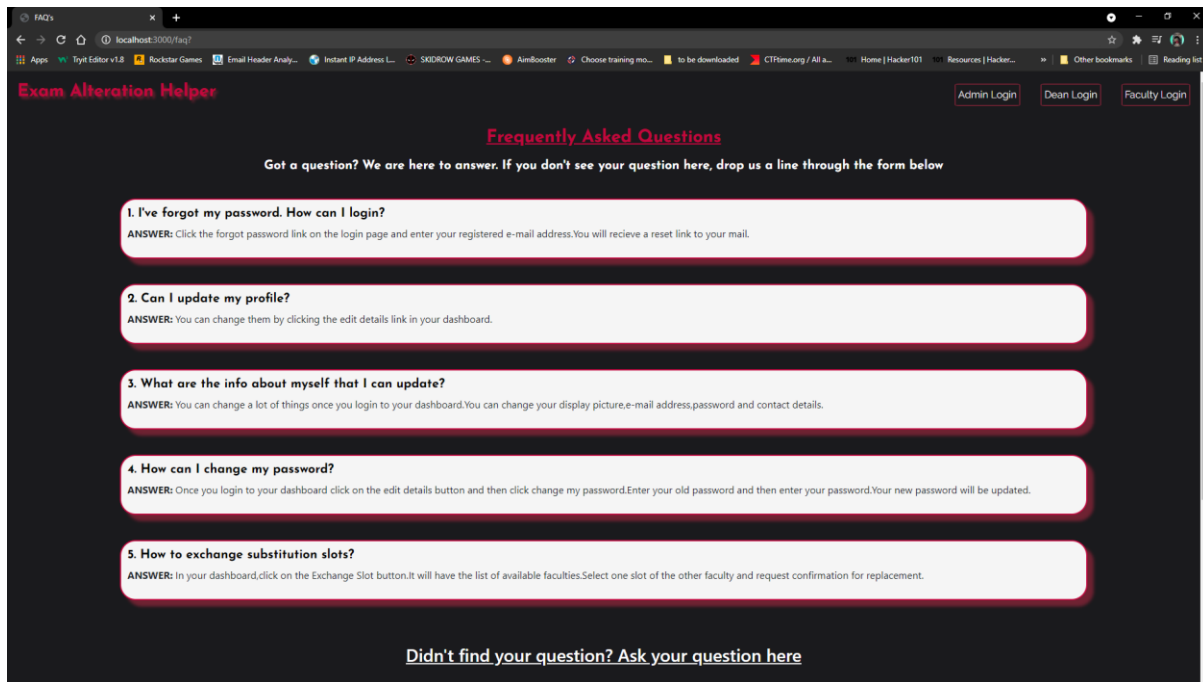 FAQ's
localhost:3000/faq?
Apps Tryit Editor v1.8 Rockstar Games Email Header Analy... Instant IP Address L... SKIDROW GAMES -... AimBooster Choose training mo... to be downloaded CTFtime.org / All a... Home | Hacker101 Resources | Hacker... » Other bookmarks Reading list
Exam Alteration Helper
Admin Login Dean Login Faculty Login
Frequently Asked Questions
Got a question? We are here to answer. If you don't see your question here, drop us a line through the form below
1. I've forgot my password. How can I login?
ANSWER: Click the forgot password link on the login page and enter your registered e-mail address.You will recieve a reset link to your mail.
2. Can I update my profile?
ANSWER: You can change them by clicking the edit details link in your dashboard.
3. What are the info about myself that I can update?
ANSWER: You can change a lot of things once you login to your dashboard.You can change your display picture,e-mail address,password and contact details.
4. How can I change my password?
ANSWER: Once you login to your dashboard click on the edit details button and then click change my password.Enter your old password and then enter your password.Your new password will be updated.
5. How to exchange substitution slots?
ANSWER: In your dashboard,click on the Exchange Slot button.It will have the list of available faculties.Select one slot of the other faculty and request confirmation for replacement.
Didn't find your question? Ask your question here